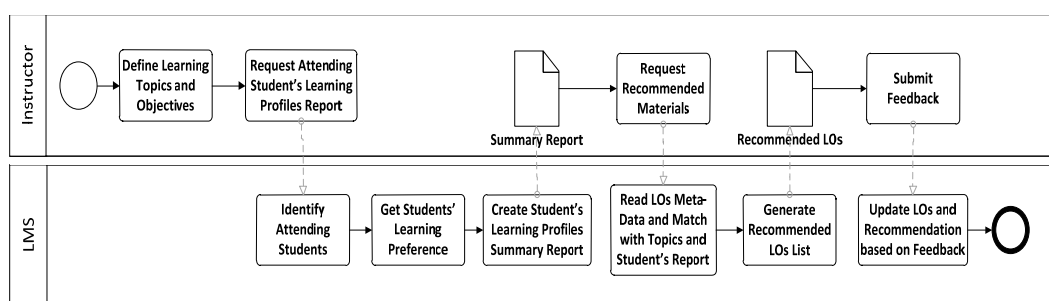 Instructor
Define Learning
Topics and
Objectives
Request Attending
Student's Learning
Profiles Report
Summary Report
Request
Recommended
Materials
Recommended LOs
Submit
Feedback
LMS
Identify
Attending
Students
Get Students'
Learning
Preference
Create Student's
Learning Profiles
Summary Report
Read LOs Meta-
Data and Match
with Topics and
Student's Report
Generate
Recommended
LOs List
Update LOs and
Recommendation
based on Feedback